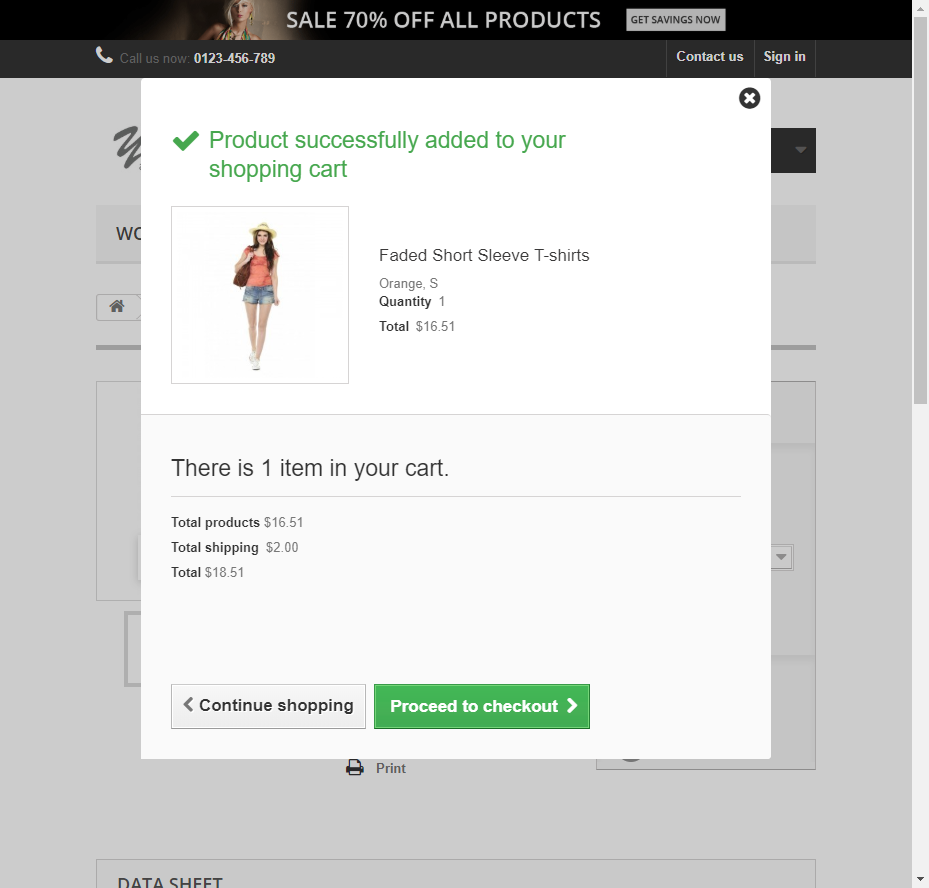 SALE 70% OFF ALL PRODUCTS
GET SAVINGS NOW
Call us now: 0123-456-789
Contact us
Sign in
Product successfully added to your
shopping cart
WO
Faded Short Sleeve T-shirts
Orange, S
Quantity 1
Total $16.51
There is 1 item in your cart.
Total products $16.51
Total shipping $2.00
Total $18.51
Continue shopping
Proceed to checkout
Print
DATA SHEET